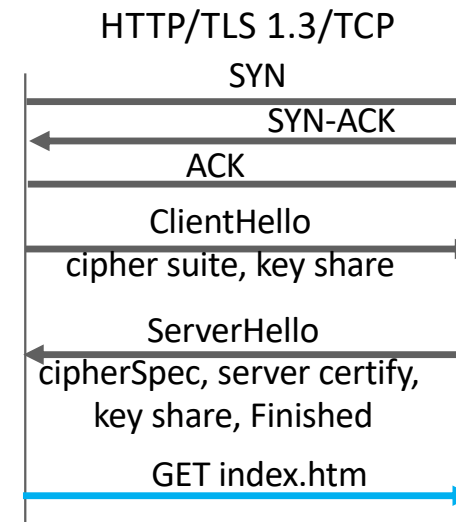 HTTP/TLS 1.3/TCP
SYN
SYN-ACK
ACK
ClientHello
cipher suite, key share
ServerHello
cipherSpec, server certify,
key share, Finished
GET index.htm